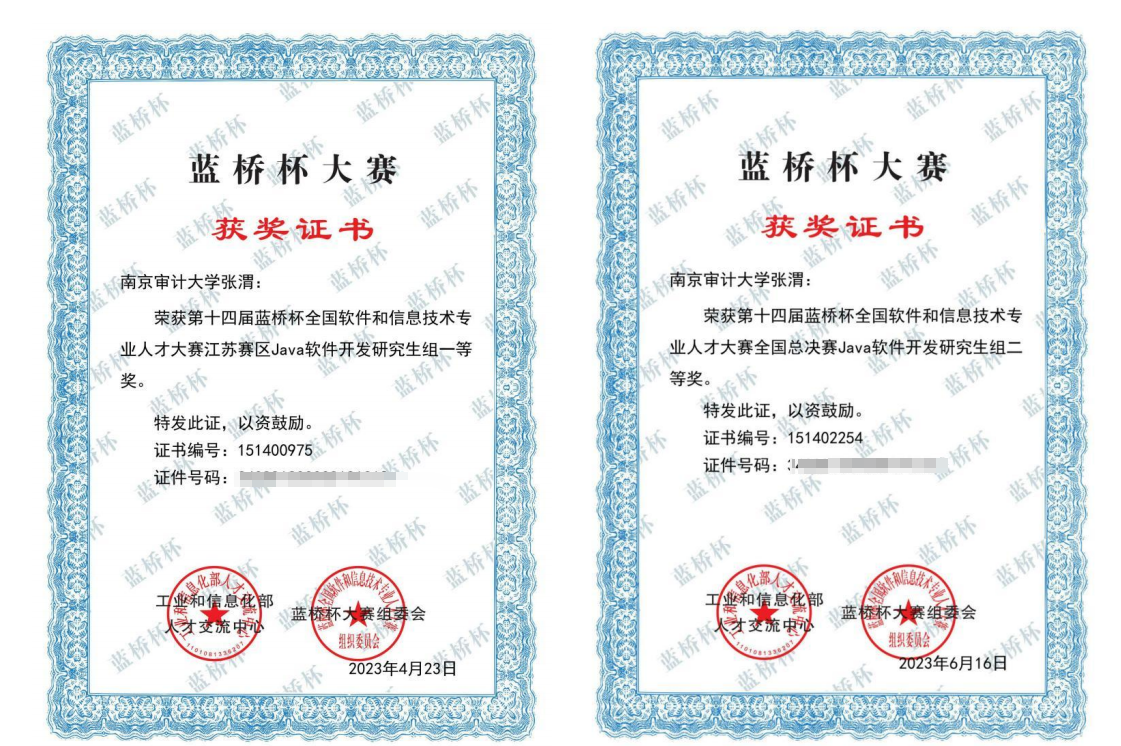 蓝桥杯大赛
获奖证书
南京审计大学张渭：
荣获第十四届蓝桥杯全国软件和信息技术专
业人才大赛江苏赛区Java软件开发研究生组一等
奖。
特发此证，以资鼓励。
证书编号：151400975
证件号码：
工业和信息化部
人才交流中心
蓝桥杯大赛组委会
2023年4月23日
蓝桥杯大赛
获奖证书
南京审计大学张渭：
荣获第十四届蓝桥杯全国软件和信息技术专
业人才大赛全国总决赛Java软件开发研究生组二
等奖。
特发此证，以资鼓励。
证书编号：151402254
证件号码：
工业和信息化部
人才交流中心
蓝桥杯大赛组委会
2023年6月16日